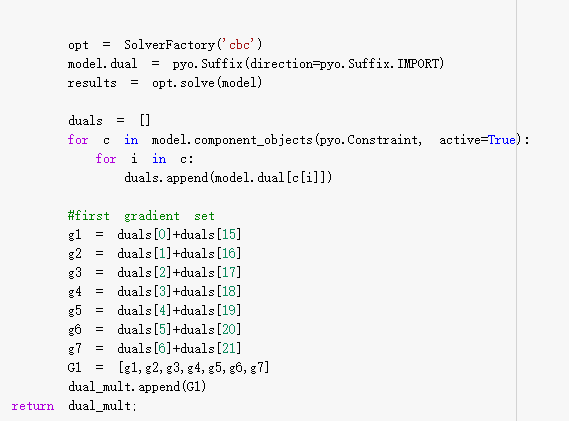 opt = SolverFactory('cbc')
model.dual = pyo.Suffix(direction=pyo.Suffix.IMPORT)
results = opt.solve(model)
duals = []
for c in model.component_objects(pyo.Constraint, active=True):
for i in c:
duals.append(model.dual[c[i]])
#first gradient set
g1 = duals[0]+duals[15]
g2 = duals[1]+duals[16]
g3 = duals[2]+duals[17]
g4 = duals[3]+duals[18]
g5 = duals[4]+duals[19]
g6 = duals[5]+duals[20]
g7 = duals[6]+duals[21]
G1 = [g1,g2,g3,g4,g5,g6,g7]
dual_mult.append(G1)
return dual_mult;